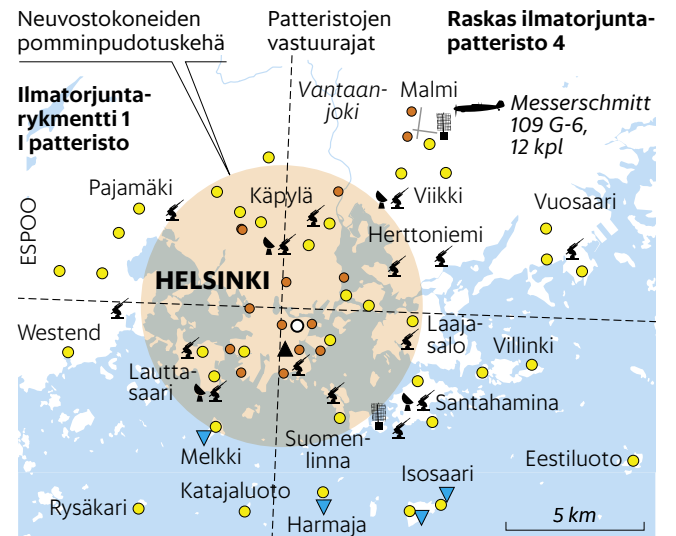 Neuvostokoneiden
pomminpudotuskehä
Patteristojen
vastuurajat
Raskas ilmatorjunta-
patteristo 4
Ilmatorjunta-
rykmentti 1
I patteristo
Vantaan-
joki
Malmi
Messerschmitt
109 G-6,
12 kpl
Pajamäki
Käpylä
Viikki
Vuosaari
ESPOO
Herttoniemi
HELSINKI
Westend
Laaja-
salo
Villinki
Lautta-
saari
Santahamina
Suomen-
linna
Melkki
Eestiluoto
Isosaari
Rysäkari
Katajaluoto
Harmaja
5 km